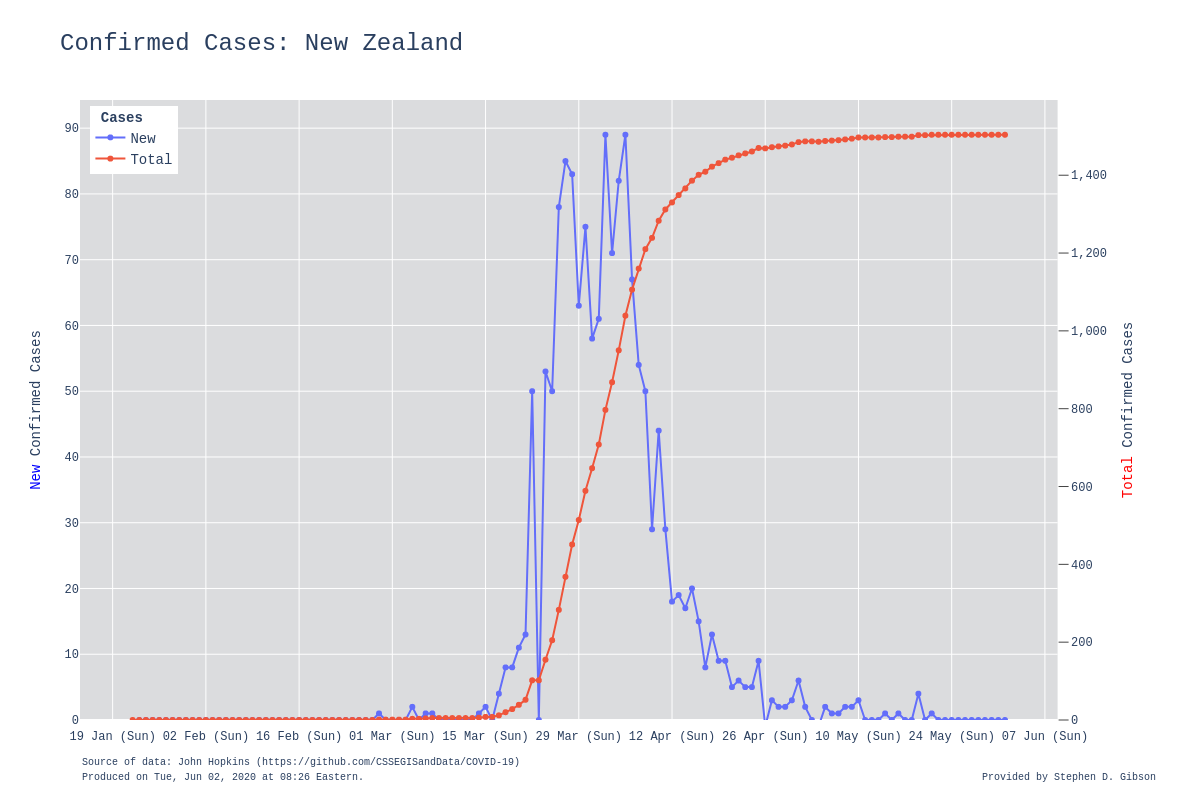 Confirmed Cases: New Zealand
Cases
New
Total
90
80
70
60
50
40
30
20
10
0
1,400
1,200
1,000
800
600
400
200
0
New Confirmed Cases
Total Confirmed Cases
19 Jan (Sun) 02 Feb (Sun) 16 Feb (Sun) 01 Mar (Sun) 15 Mar (Sun) 29 Mar (Sun) 12 Apr (Sun) 26 Apr (Sun) 10 May (Sun) 24 May (Sun) 07 Jun (Sun)
Source of data: John Hopkins (https://github.com/CSSEGISandData/COVID-19)
Produced on Tue, Jun 02, 2020 at 08:26 Eastern.
Provided by Stephen D. Gibson